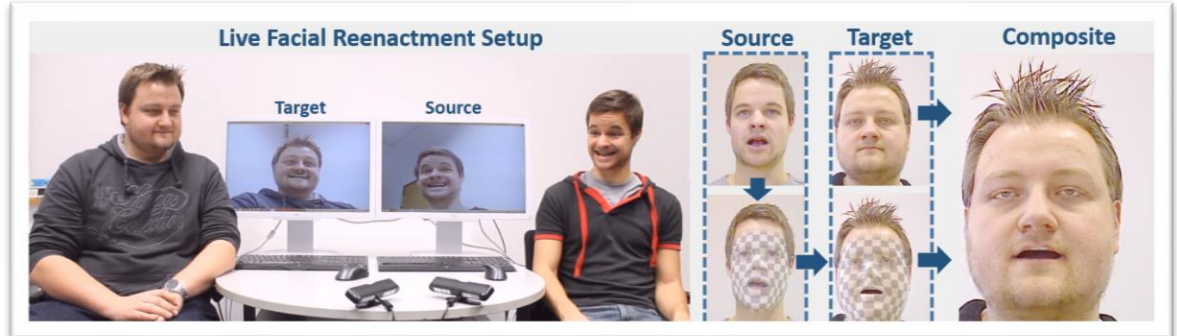 Live Facial Reenactment Setup
Source
Target
Composite
Target
Source